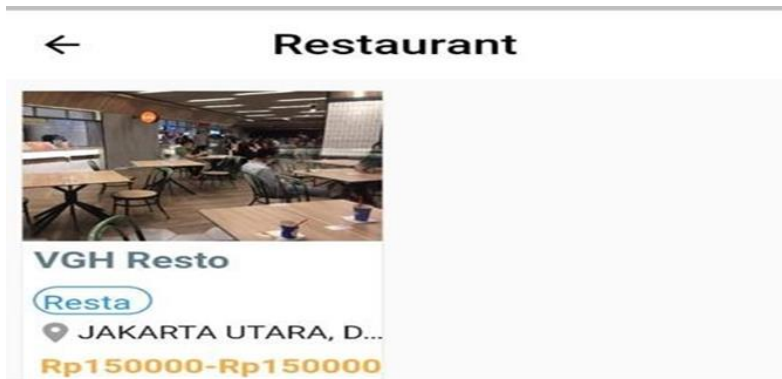 Restaurant
VGH Resto
Resta
JAKARTA UTARA, D...
Rp150000-Rp150000